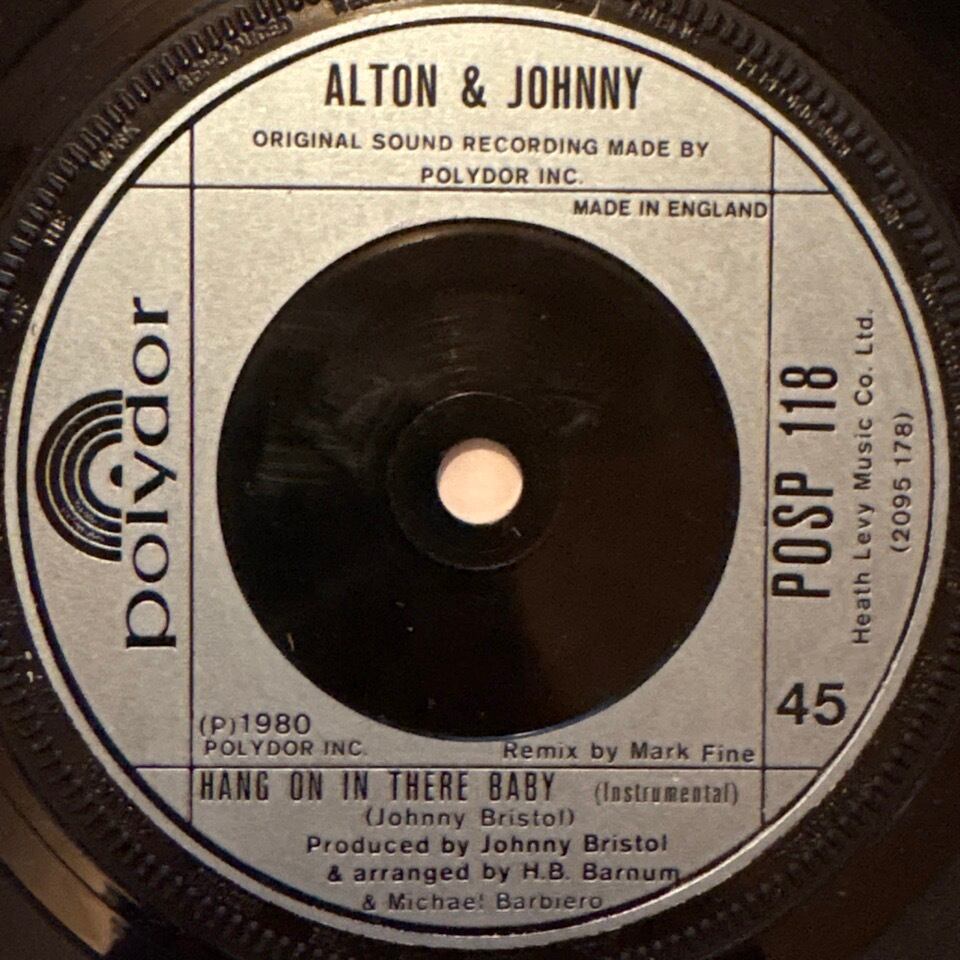 ALTON & JOHNNY
ORIGINAL SOUND RECORDING MADE BY
POLYDOR INC.
MADE IN ENGLAND
polydor
POSP 118
Heath Levy Music Co. Ltd.
(2095 178)
45
(P)1980
POLYDOR INC.
Remix by Mark Fine
HANG ON IN THERE BABY (Instrumental)
(Johnny Bristol)
Produced by Johnny Bristol
& arranged by H.B. Barnum
& Michael Barbiero